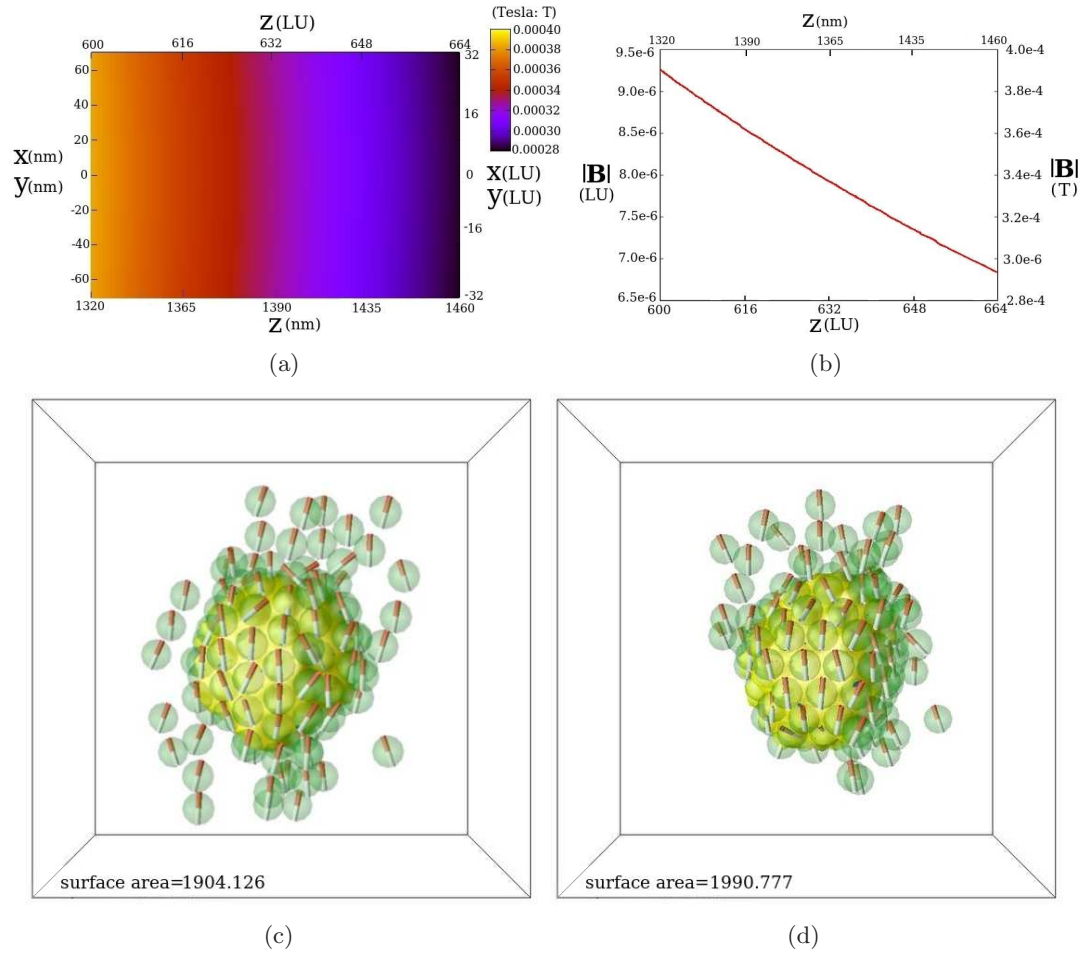 (Tesla: T)
z(LU)
600 616 632 648 664
60
40
20
0
-20
-40
-60
x(nm)
y(nm)
32
16
0
-16
-32
x(LU)
y(LU)
0.00040
0.00038
0.00036
0.00034
0.00032
0.00030
0.00028
1320 1365 1390 1435 1460
z(nm)
(a)
z(nm)
1320 1390 1365 1435 1460
9.5e-6
9.0e-6
8.5e-6
8.0e-6
7.5e-6
7.0e-6
6.5e-6
|B|
(LU)
4.0e-4
3.8e-4
3.6e-4
3.4e-4
3.2e-4
3.0e-6
2.8e-4
|B|
(T)
600 616 632 648 664
z(LU)
(b)
surface area=1904.126
(c)
surface area=1990.777
(d)